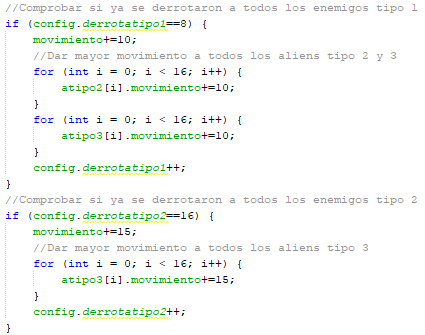 //Comprobar si ya se derrotaron a todos los enemigos tipo 1
if (config.derrotatipo1==8) {
movimiento+=10;
//Dar mayor movimiento a todos los aliens tipo 2 y 3
for (int i = 0; i < 16; i++) {
atipo2[i].movimiento+=10;
}
for (int i = 0; i < 16; i++) {
atipo3[i].movimiento+=10;
}
config.derrotatipo1++;
}
//Comprobar si ya se derrotaron a todos los enemigos tipo 2
if (config.derrotatipo2==16) {
movimiento+=15;
//Dar mayor movimiento a todos los aliens tipo 3
for (int i = 0; i < 16; i++) {
atipo3[i].movimiento+=15;
}
config.derrotatipo2++;
}